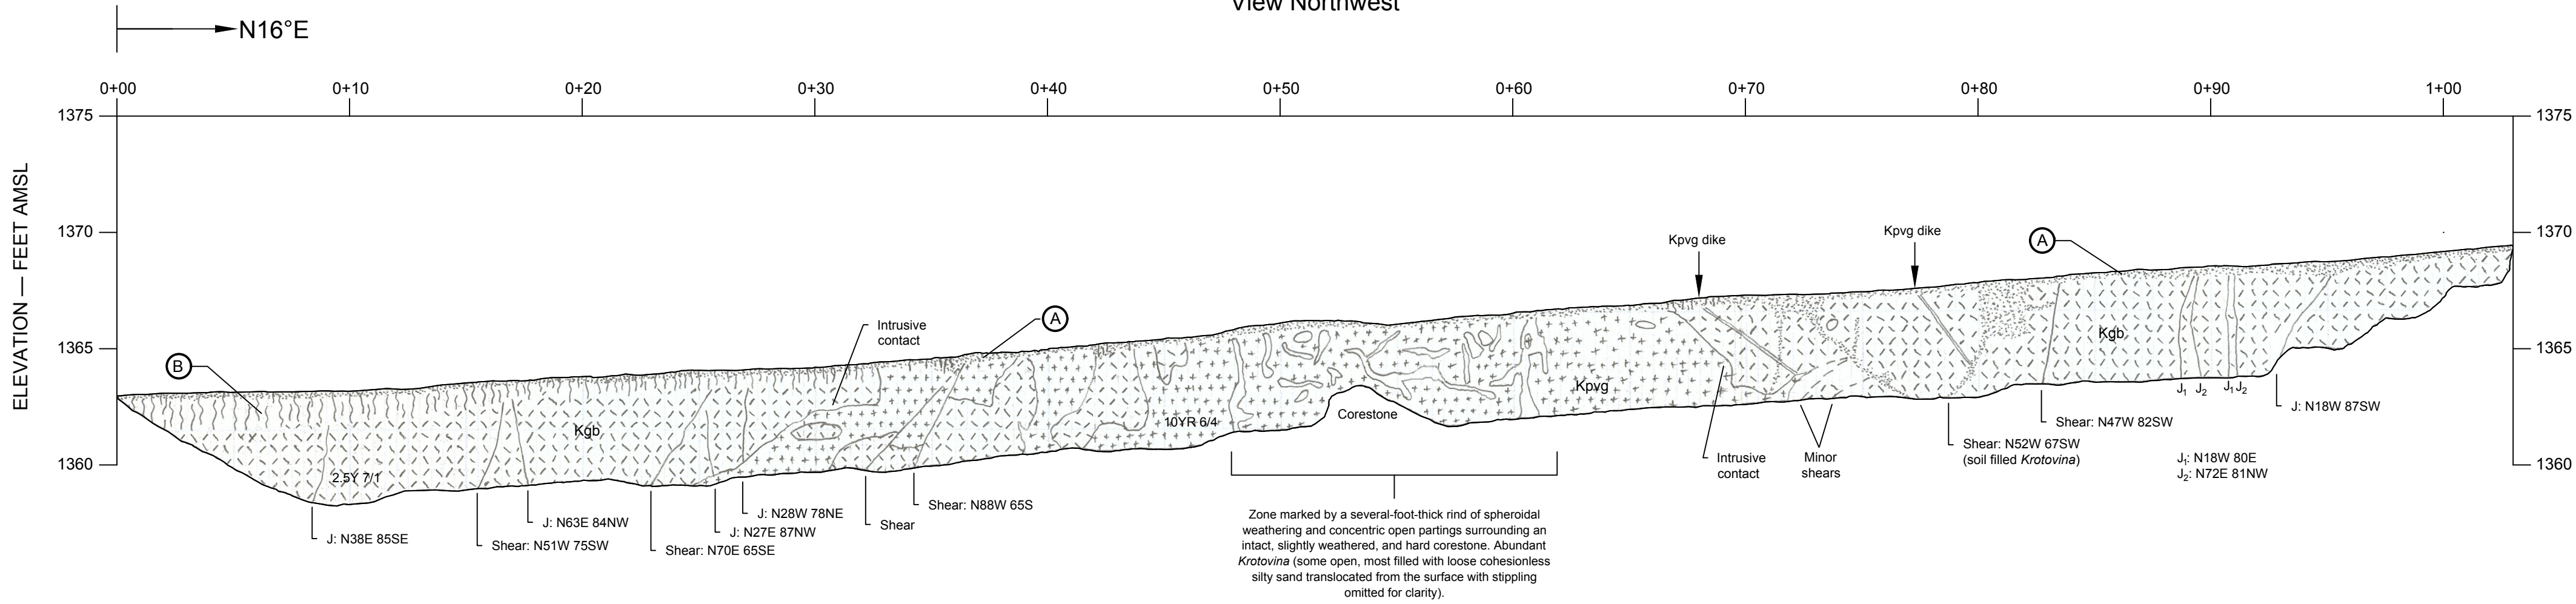 View Northwest
N16°E
0+00 0+10 0+20 0+30 0+40 0+50 0+60 0+70 0+80 0+90 1+00
1375 1375
1370 1370
1365 1365
1360 1360
ELEVATION — FEET AMSL
Kpvg dike
Kpvg dike
A
A
B
Intrusive
contact
Kgb
Kgb
Kpvg
Corestone
10YR 6/4
2.5Y 7/1
J: N38E 85SE
Shear: N51W 75SW
J: N63E 84NW
Shear: N70E 65SE
J: N27E 87NW
J: N28W 78NE
Shear
Shear: N88W 65S
Zone marked by a several-foot-thick rind of spheroidal
weathering and concentric open partings surrounding an
intact, slightly weathered, and hard corestone. Abundant
Krotovina (some open, most filled with loose cohesionless
silty sand translocated from the surface with stippling
omitted for clarity).
Intrusive
contact
Minor
shears
Shear: N52W 67SW
(soil filled Krotovina)
Shear: N47W 82SW
J1 J2 J1 J2
J1: N18W 80E
J2: N72E 81NW
J: N18W 87SW